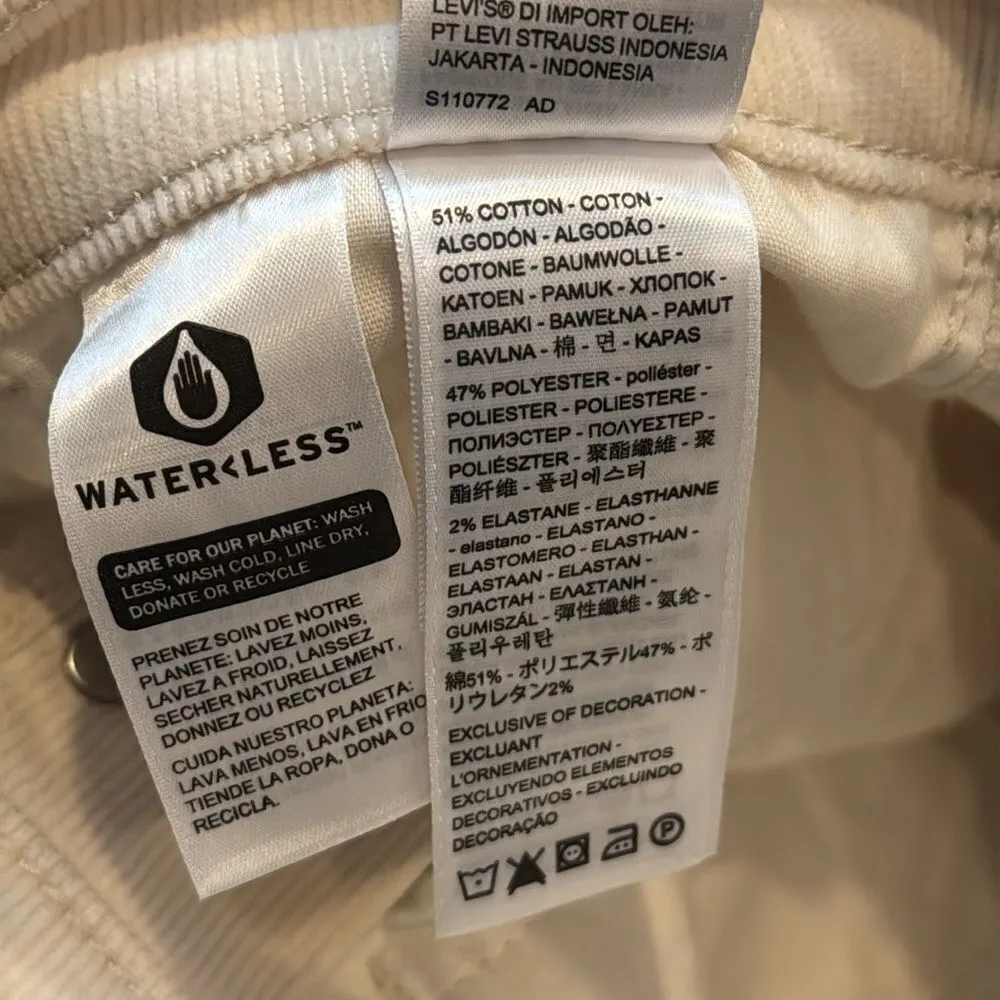 LEVI'S® DI IMPORT OLEH:
PT LEVI STRAUSS INDONESIA
JAKARTA - INDONESIA
S110772 AD
WATER<LESS™
CARE FOR OUR PLANET: WASH
LESS, WASH COLD, LINE DRY,
DONATE OR RECYCLE
PRENEZ SOIN DE NOTRE
PLANETE: LAVEZ MOINS,
LAVEZ A FROID, LAISSEZ
SECHER NATURELLEMENT,
DONNEZ OU RECYCLEZ
CUIDA NUESTRO PLANETA:
LAVA MENOS, LAVA EN FRIO
TIENDE LA ROPA, DONA O
RECICLA.
51% COTTON - COTON -
ALGODÓN - ALGODÃO -
COTONE - BAUMWOLLE -
KATOEN - PAMUK - ХЛОПОК -
BAMBAKI - BAWEŁNA - PAMUT
- BAVLNA - 棉 - 면 - KAPAS
47% POLYESTER - poliéster -
POLIESTER - POLIESTERE -
ПОЛИЭСТЕР - ΠΟΛΥΕΣΤΕΡ -
POLIÉSZTER - 聚酯纖維 - 聚
酯纤维 - 폴리에스터
2% ELASTANE - ELASTHANNE
- elastano - ELASTANO -
ELASTOMERO - ELASTHAN -
ELASTAAN - ELASTAN -
ЭЛАСТАН - ΕΛΑΣΤΑΝΗ -
GUMISZÁL - 彈性纖維 - 氨纶 -
폴리우레탄
綿51% - ポリエステル47% - ポ
リウレタン2%
EXCLUSIVE OF DECORATION -
EXCLUANT
L'ORNEMENTATION -
EXCLUYENDO ELEMENTOS
DECORATIVOS - EXCLUINDO
DECORAÇÃO
P